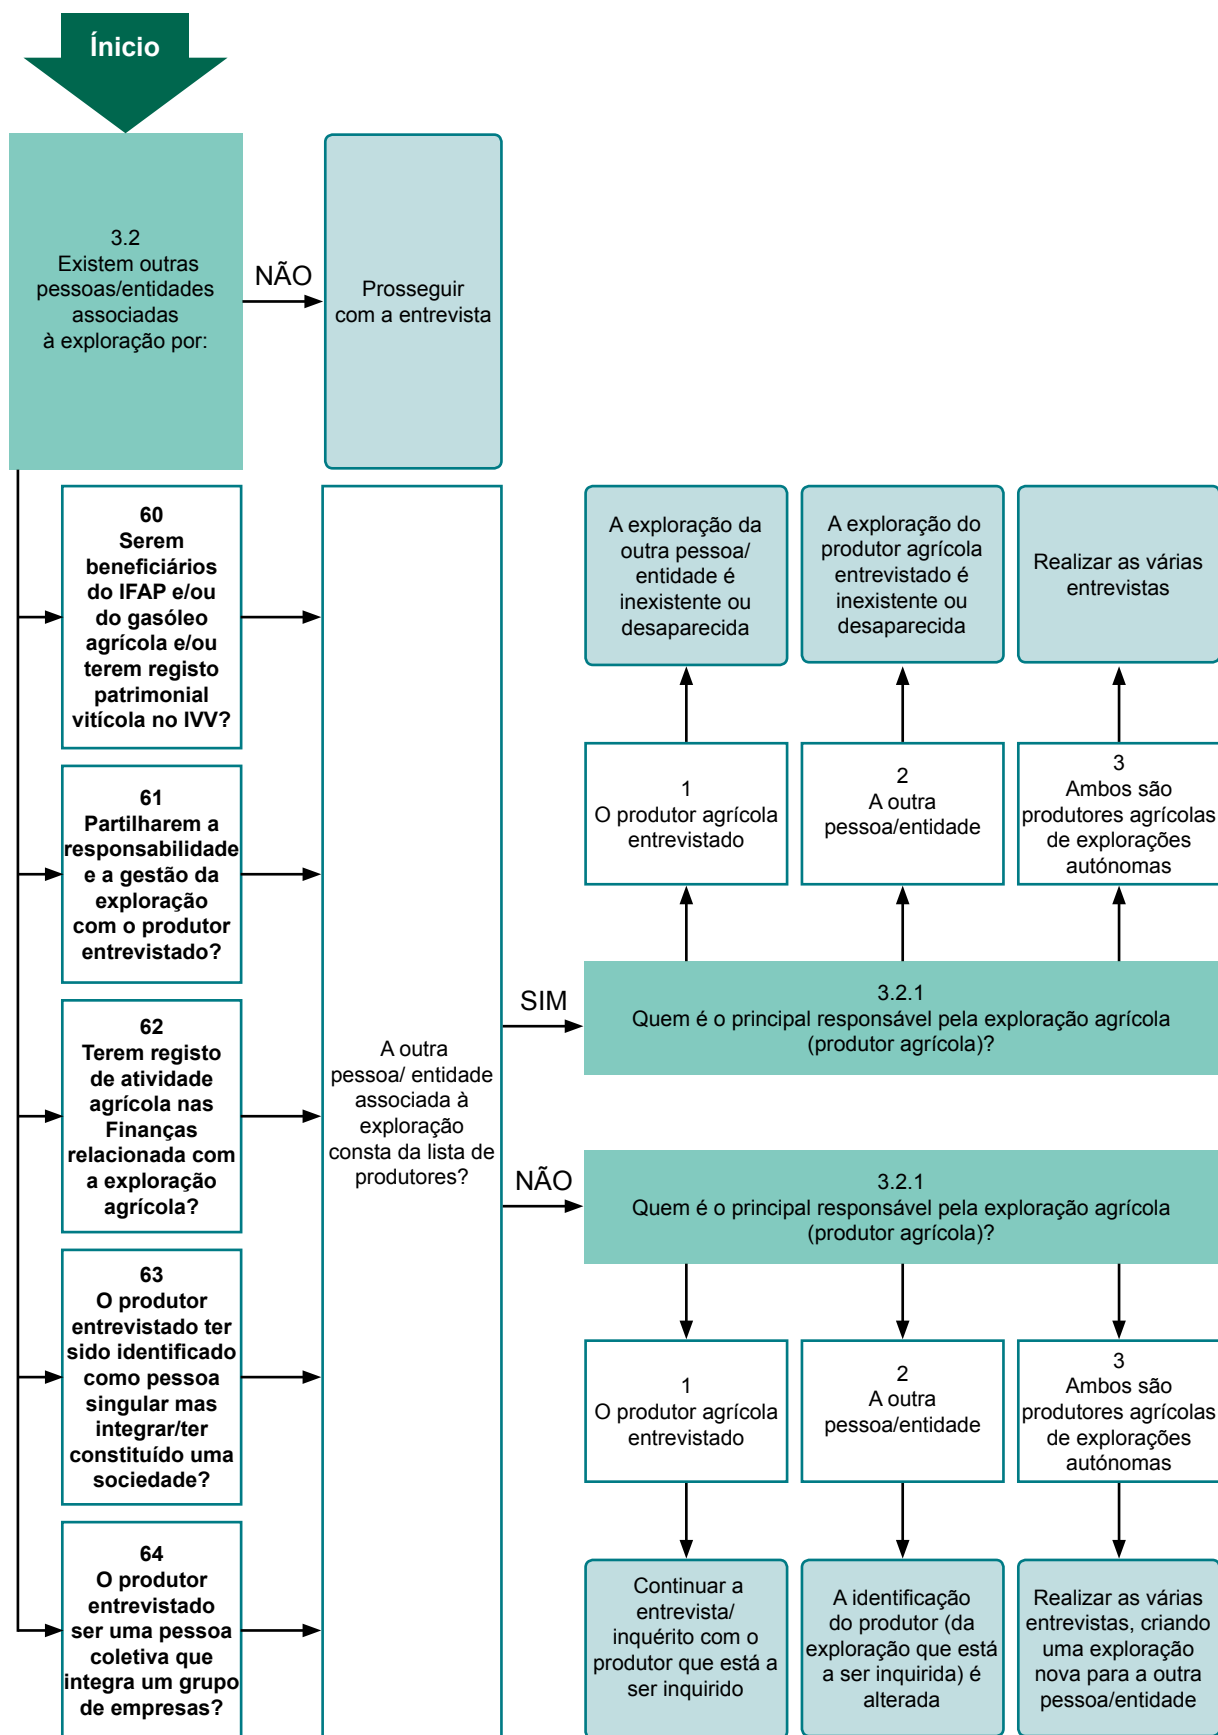 Ínicio
3.2
Existem outras
pessoas/entidades
associadas
à exploração por:
NÃO
Prosseguir
com a entrevista
60
Serem
beneficiários
do IFAP e/ou
do gasóleo
agrícola e/ou
terem registo
patrimonial
vitícola no IVV?
61
Partilharem a
responsabilidade
e a gestão da
exploração
com o produtor
entrevistado?
62
Terem registo
de atividade
agrícola nas
Finanças
relacionada com
a exploração
agrícola?
63
O produtor
entrevistado ter
sido identificado
como pessoa
singular mas
integrar/ter
constituído uma
sociedade?
64
O produtor
entrevistado
ser uma pessoa
coletiva que
integra um grupo
de empresas?
A outra
pessoa/ entidade
associada à
exploração
consta da lista de
produtores?
A exploração da
outra pessoa/
entidade é
inexistente ou
desaparecida
A exploração do
produtor agrícola
entrevistado é
inexistente ou
desaparecida
Realizar as várias
entrevistas
1
O produtor agrícola
entrevistado
2
A outra
pessoa/entidade
3
Ambos são
produtores agrícolas
de explorações
autónomas
SIM
3.2.1
Quem é o principal responsável pela exploração agrícola
(produtor agrícola)?
NÃO
3.2.1
Quem é o principal responsável pela exploração agrícola
(produtor agrícola)?
1
O produtor agrícola
entrevistado
2
A outra
pessoa/entidade
3
Ambos são
produtores agrícolas
de explorações
autónomas
Continuar a
entrevista/
inquérito com o
produtor que está a
ser inquirido
A identificação
do produtor (da
exploração que está
a ser inquirida) é
alterada
Realizar as várias
entrevistas, criando
uma exploração
nova para a outra
pessoa/entidade